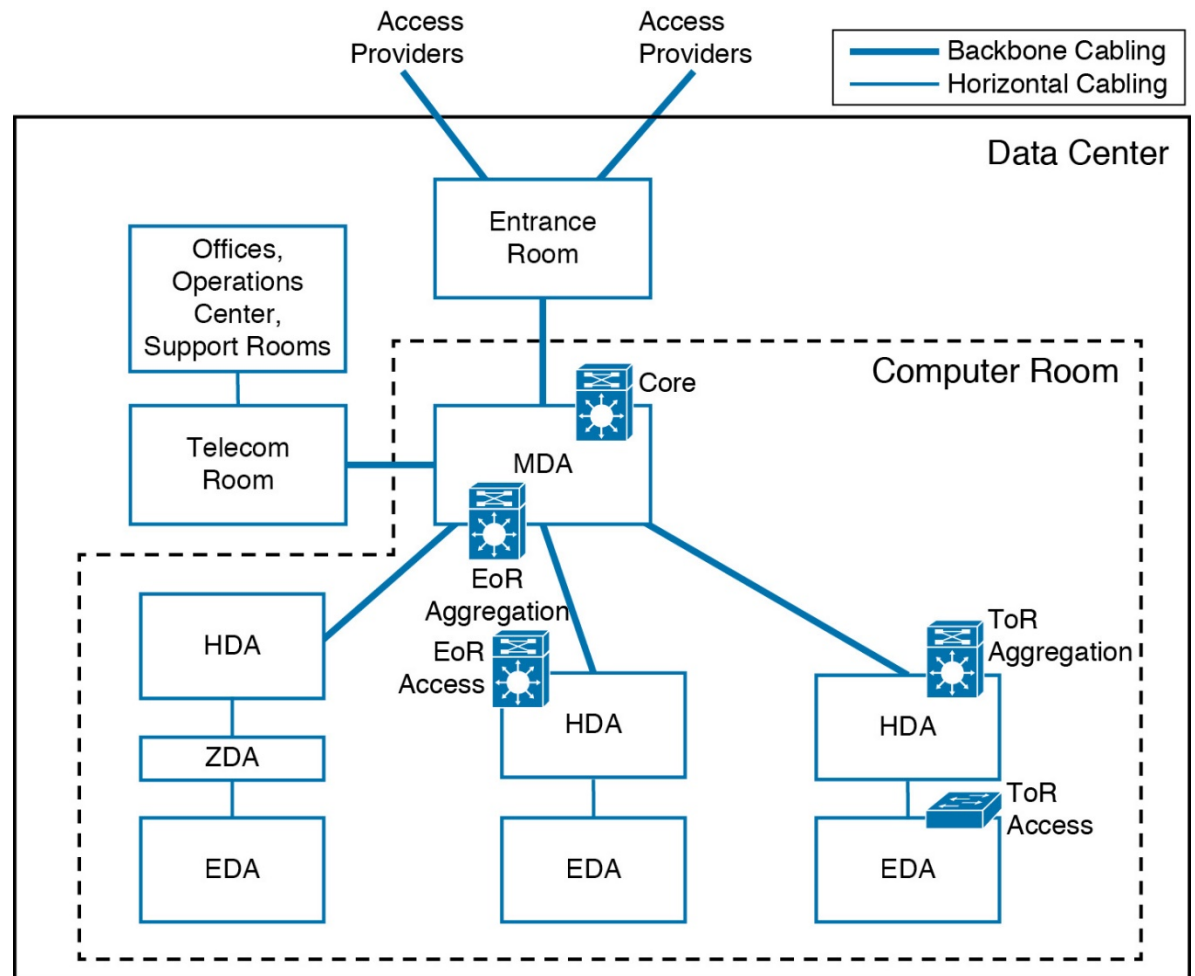 Access
Providers
Access
Providers
Backbone Cabling
Horizontal Cabling
Data Center
Entrance
Room
Offices,
Operations
Center,
Support Rooms
Computer Room
Core
Telecom
Room
MDA
EoR
Aggregation
HDA
EoR
Access
HDA
ToR
Aggregation
HDA
ZDA
ToR
Access
EDA
EDA
EDA